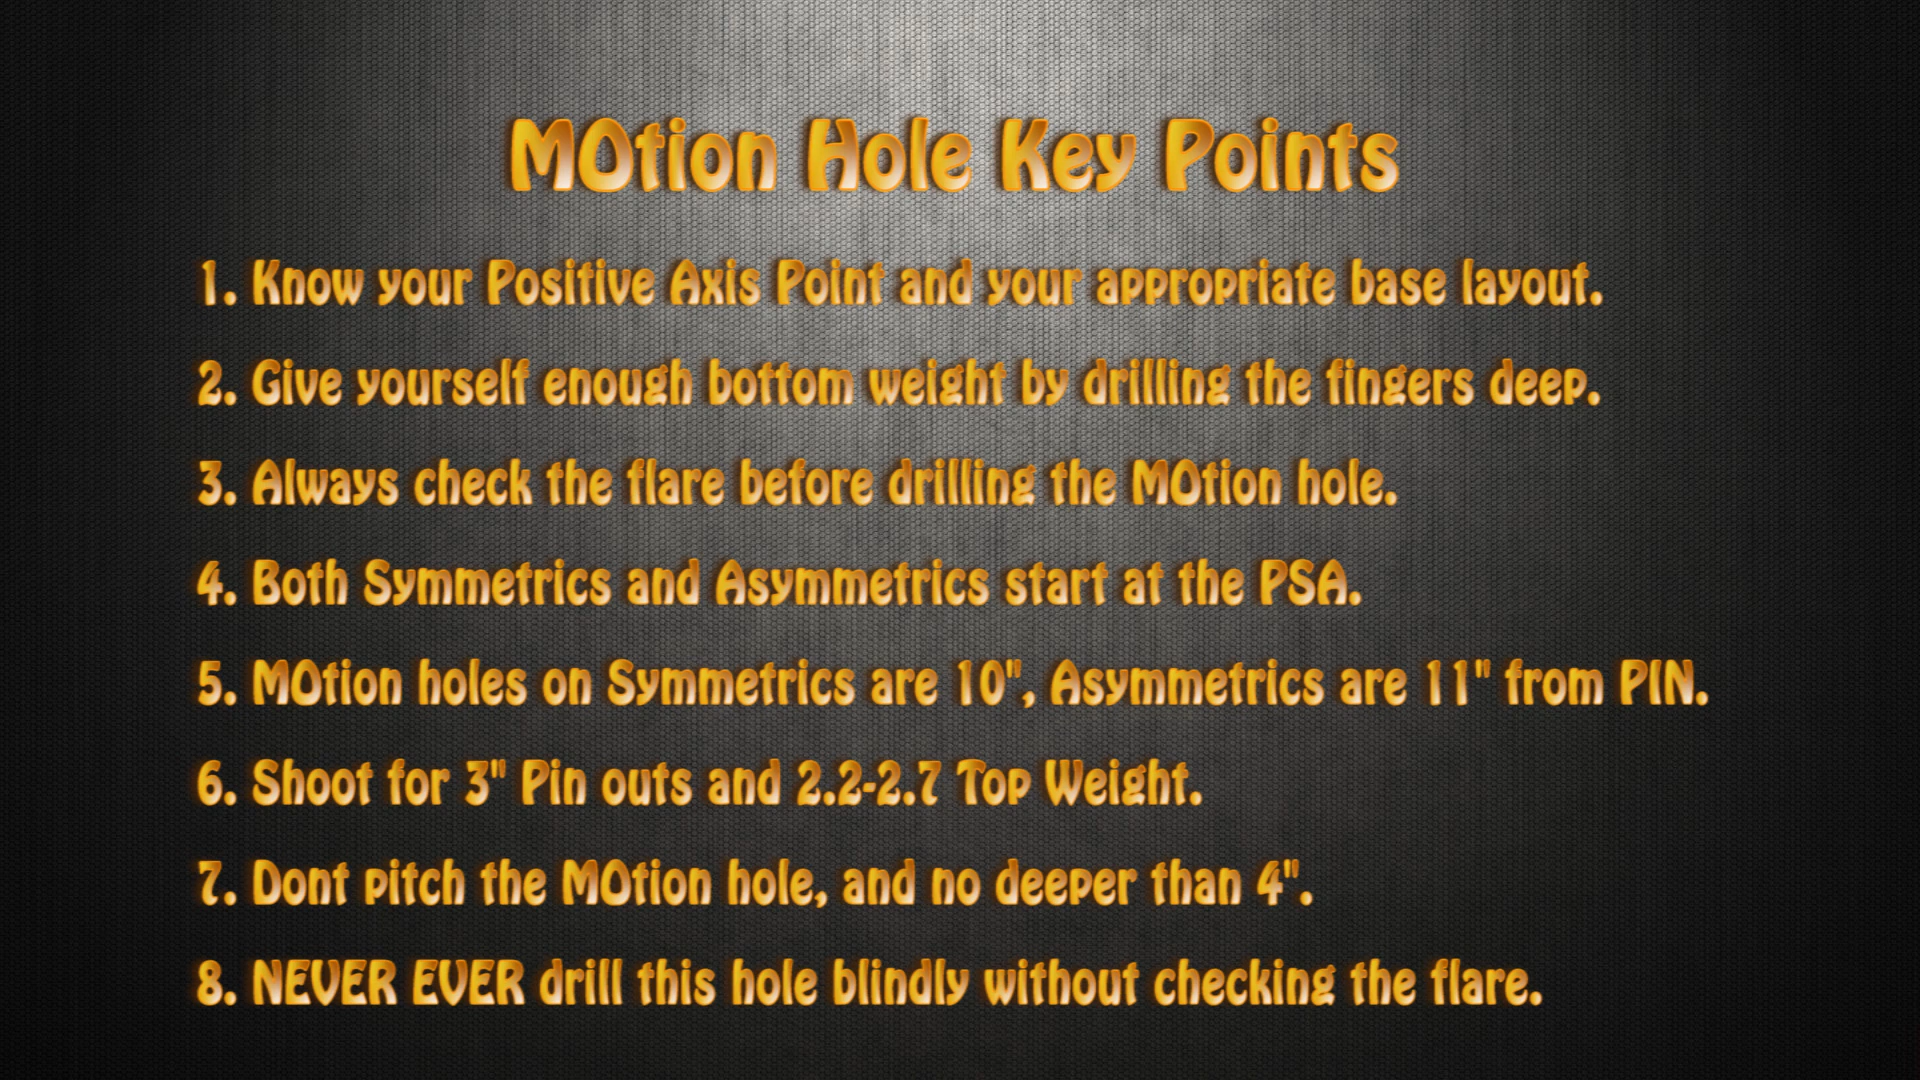 MOtion Hole Key Points
1. Know your Positive Axis Point and your appropriate base layout.
2. Give yourself enough bottom weight by drilling the fingers deep.
3. Always check the flare before drilling the MOtion hole.
4. Both Symmetrics and Asymmetrics start at the PSA.
5. MOtion holes on Symmetrics are 10", Asymmetrics are 11" from PIN.
6. Shoot for 3" Pin outs and 2.2-2.7 Top Weight.
7. Dont pitch the MOtion hole, and no deeper than 4".
8. NEVER EVER drill this hole blindly without checking the flare.